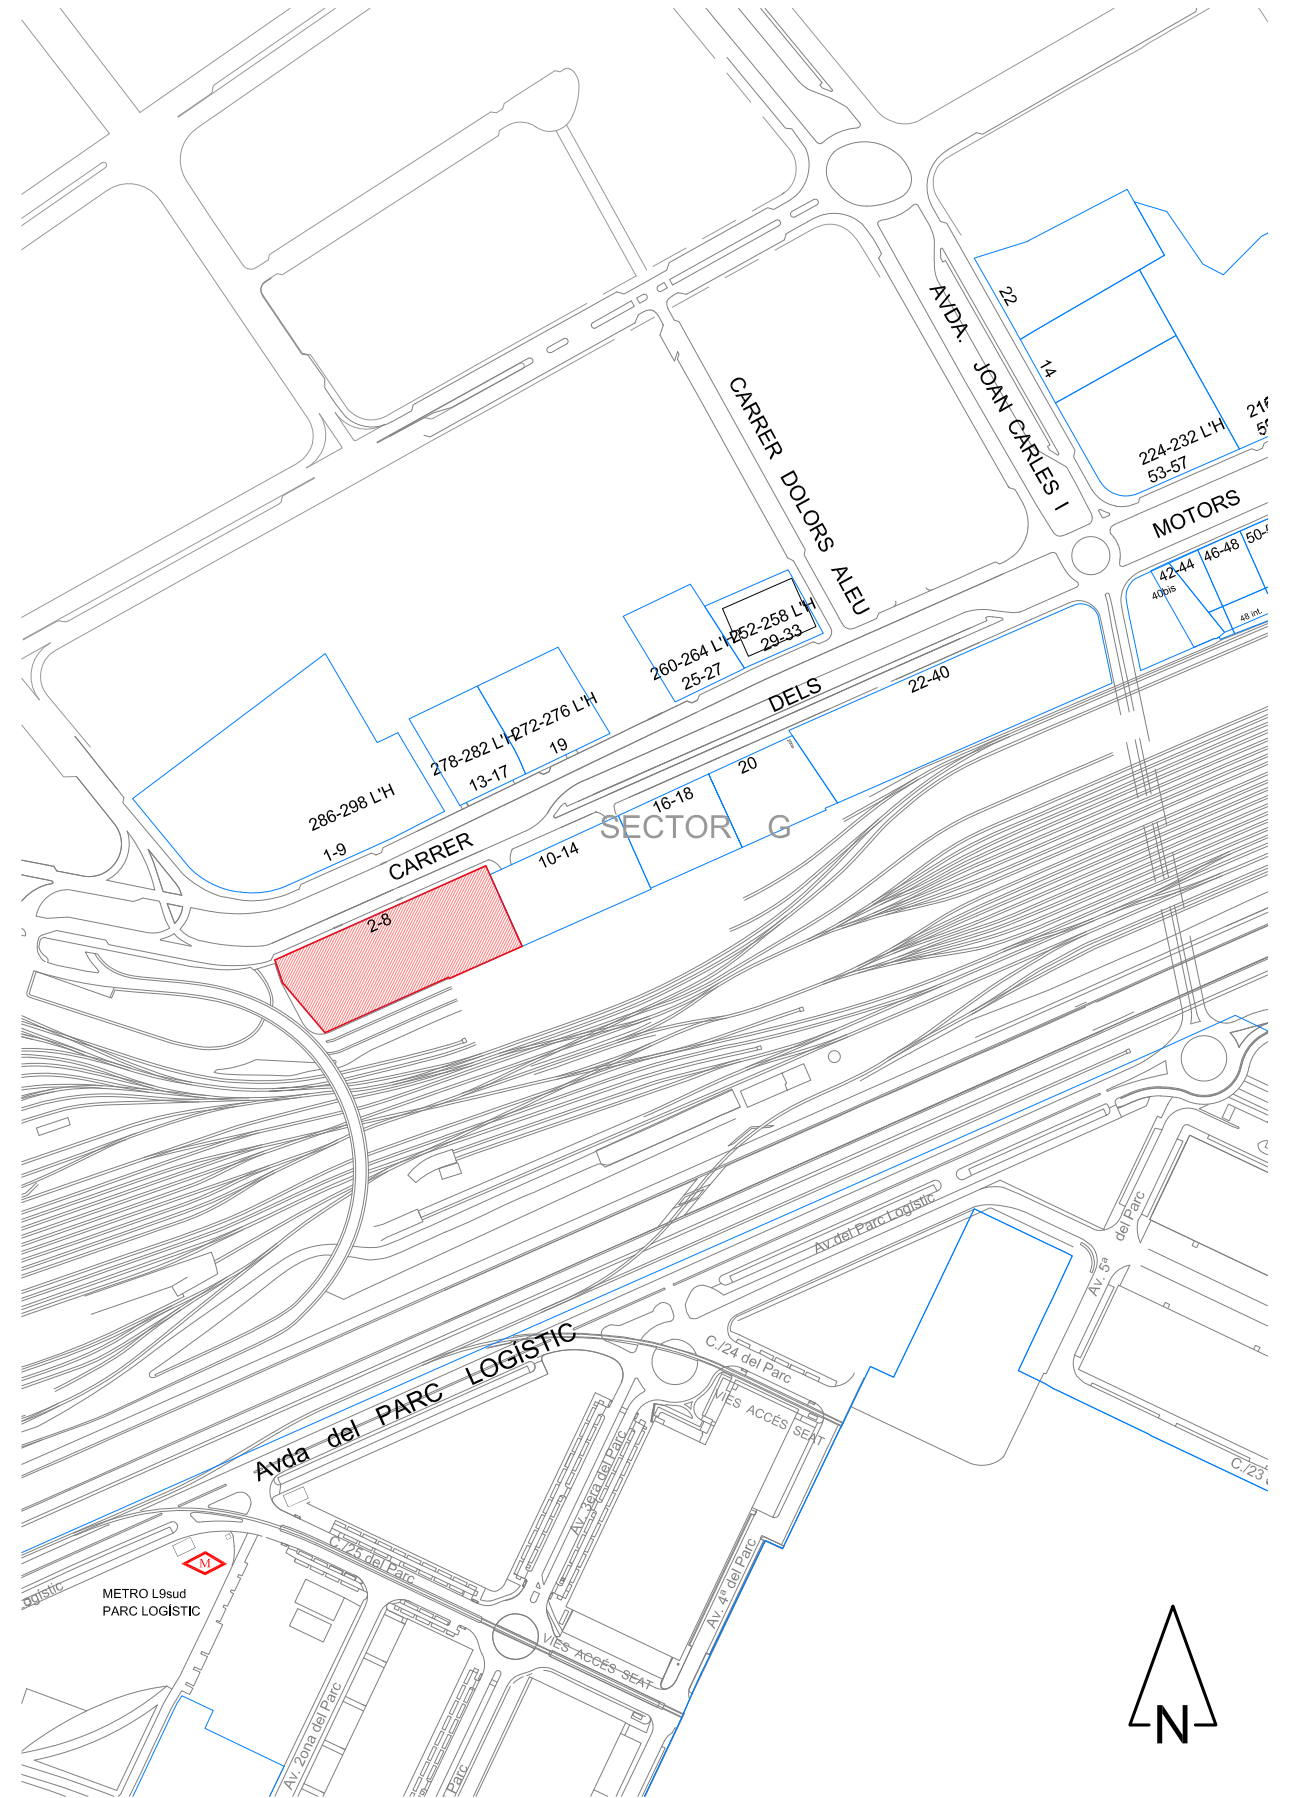 22
AVDA. JOAN CARLES I
14
CARRER DOLORS ALEU
224-232 L'H
53-57
MOTORS
42-44
46-48
40bis
48 int.
252-258 L'H
29-33
260-264 L'H
25-27
22-40
DELS
272-276 L'H
19
278-282 L'H
13-17
20
16-18
286-298 L'H
1-9
SECTOR G
CARRER
10-14
2-8
Av.del Parc Logístic
del Parc
Av. 5ª
Avda del PARC LOGÍSTIC
C./24 del Parc
VIES ACCÉS SEAT
C./23
Av. 3era del Parc
C./25 del Parc
Av. 4ª del Parc
M
METRO L9sud
PARC LOGÍSTIC
VIES ACCÉS SEAT
Av. 2ona del Parc
Parc
N